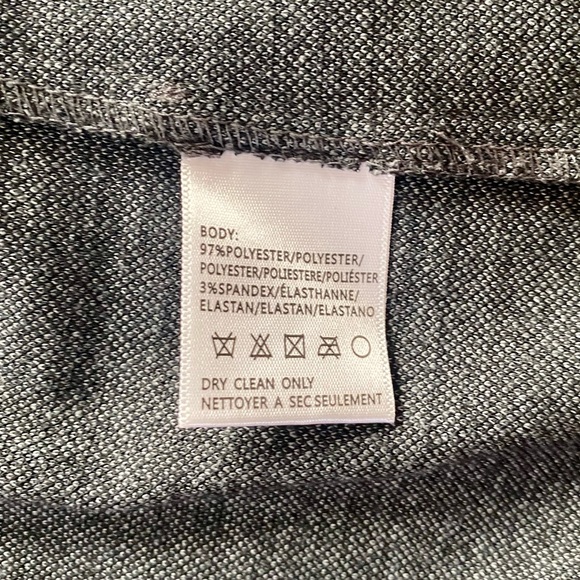 BODY:
97%POLYESTER/POLYESTER/
POLYESTER/POLIESTERE/POLIÉSTER
3%SPANDEX/ÉLASTHANNE/
ELASTAN/ELASTAN/ELASTANO
DRY CLEAN ONLY
NETTOYER A SEC SEULEMENT